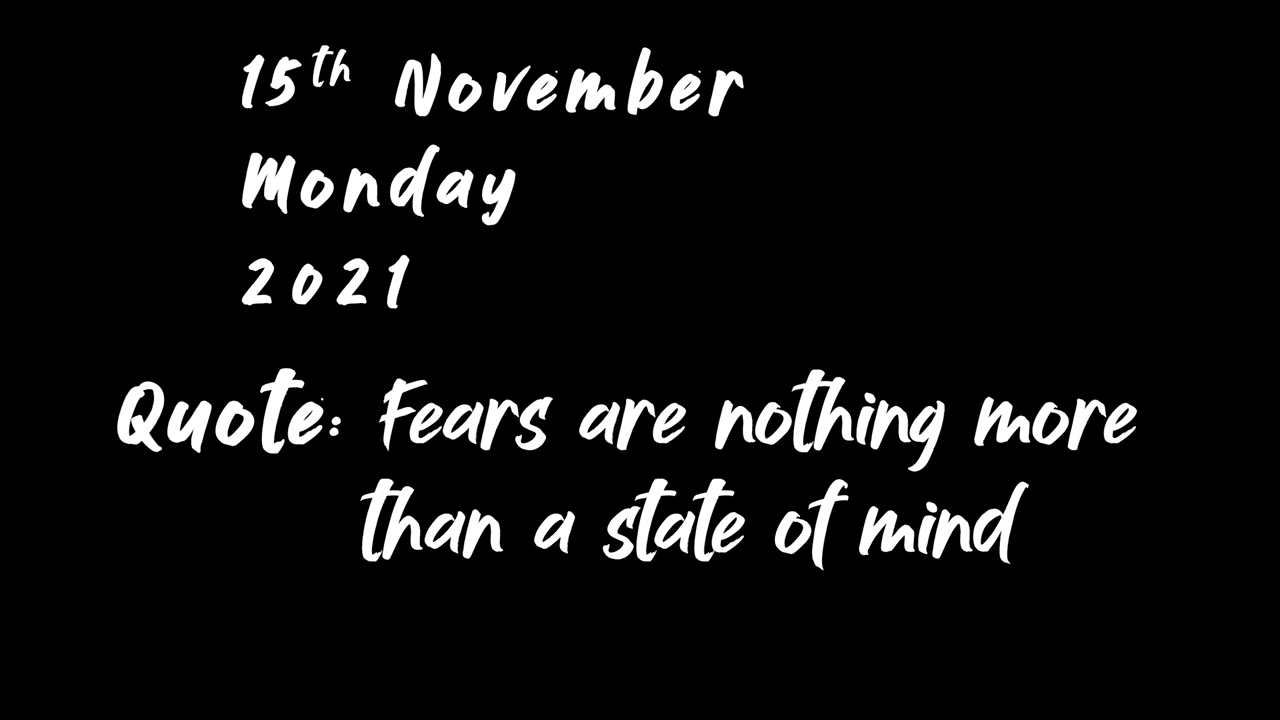 15th November
Monday
2021
Quote: Fears are nothing more
than a state of mind